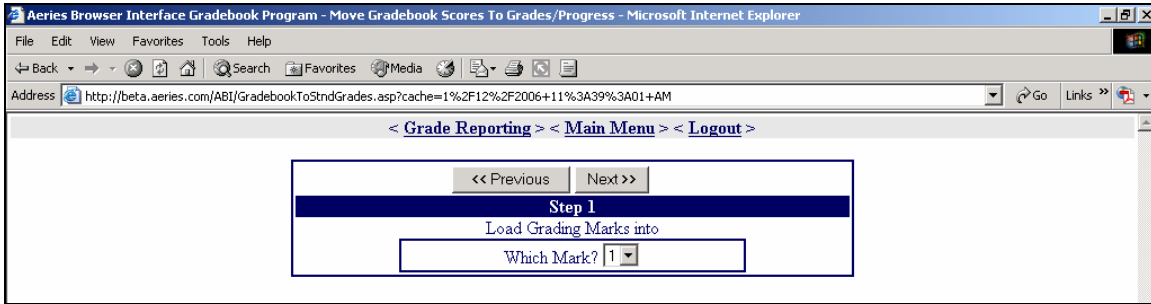 Aeries Browser Interface Gradebook Program - Move Gradebook Scores To Grades/Progress - Microsoft Internet Explorer
File Edit View Favorites Tools Help
Back Search Favorites Media
Address http://beta.aeries.com/ABI/GradebookToStndGrades.asp?cache=1%2F12%2F2006+11%3A39%3A01+AM Go Links »
< Grade Reporting > < Main Menu > < Logout >
<< Previous Next >>
Step 1
Load Grading Marks into
Which Mark? 1